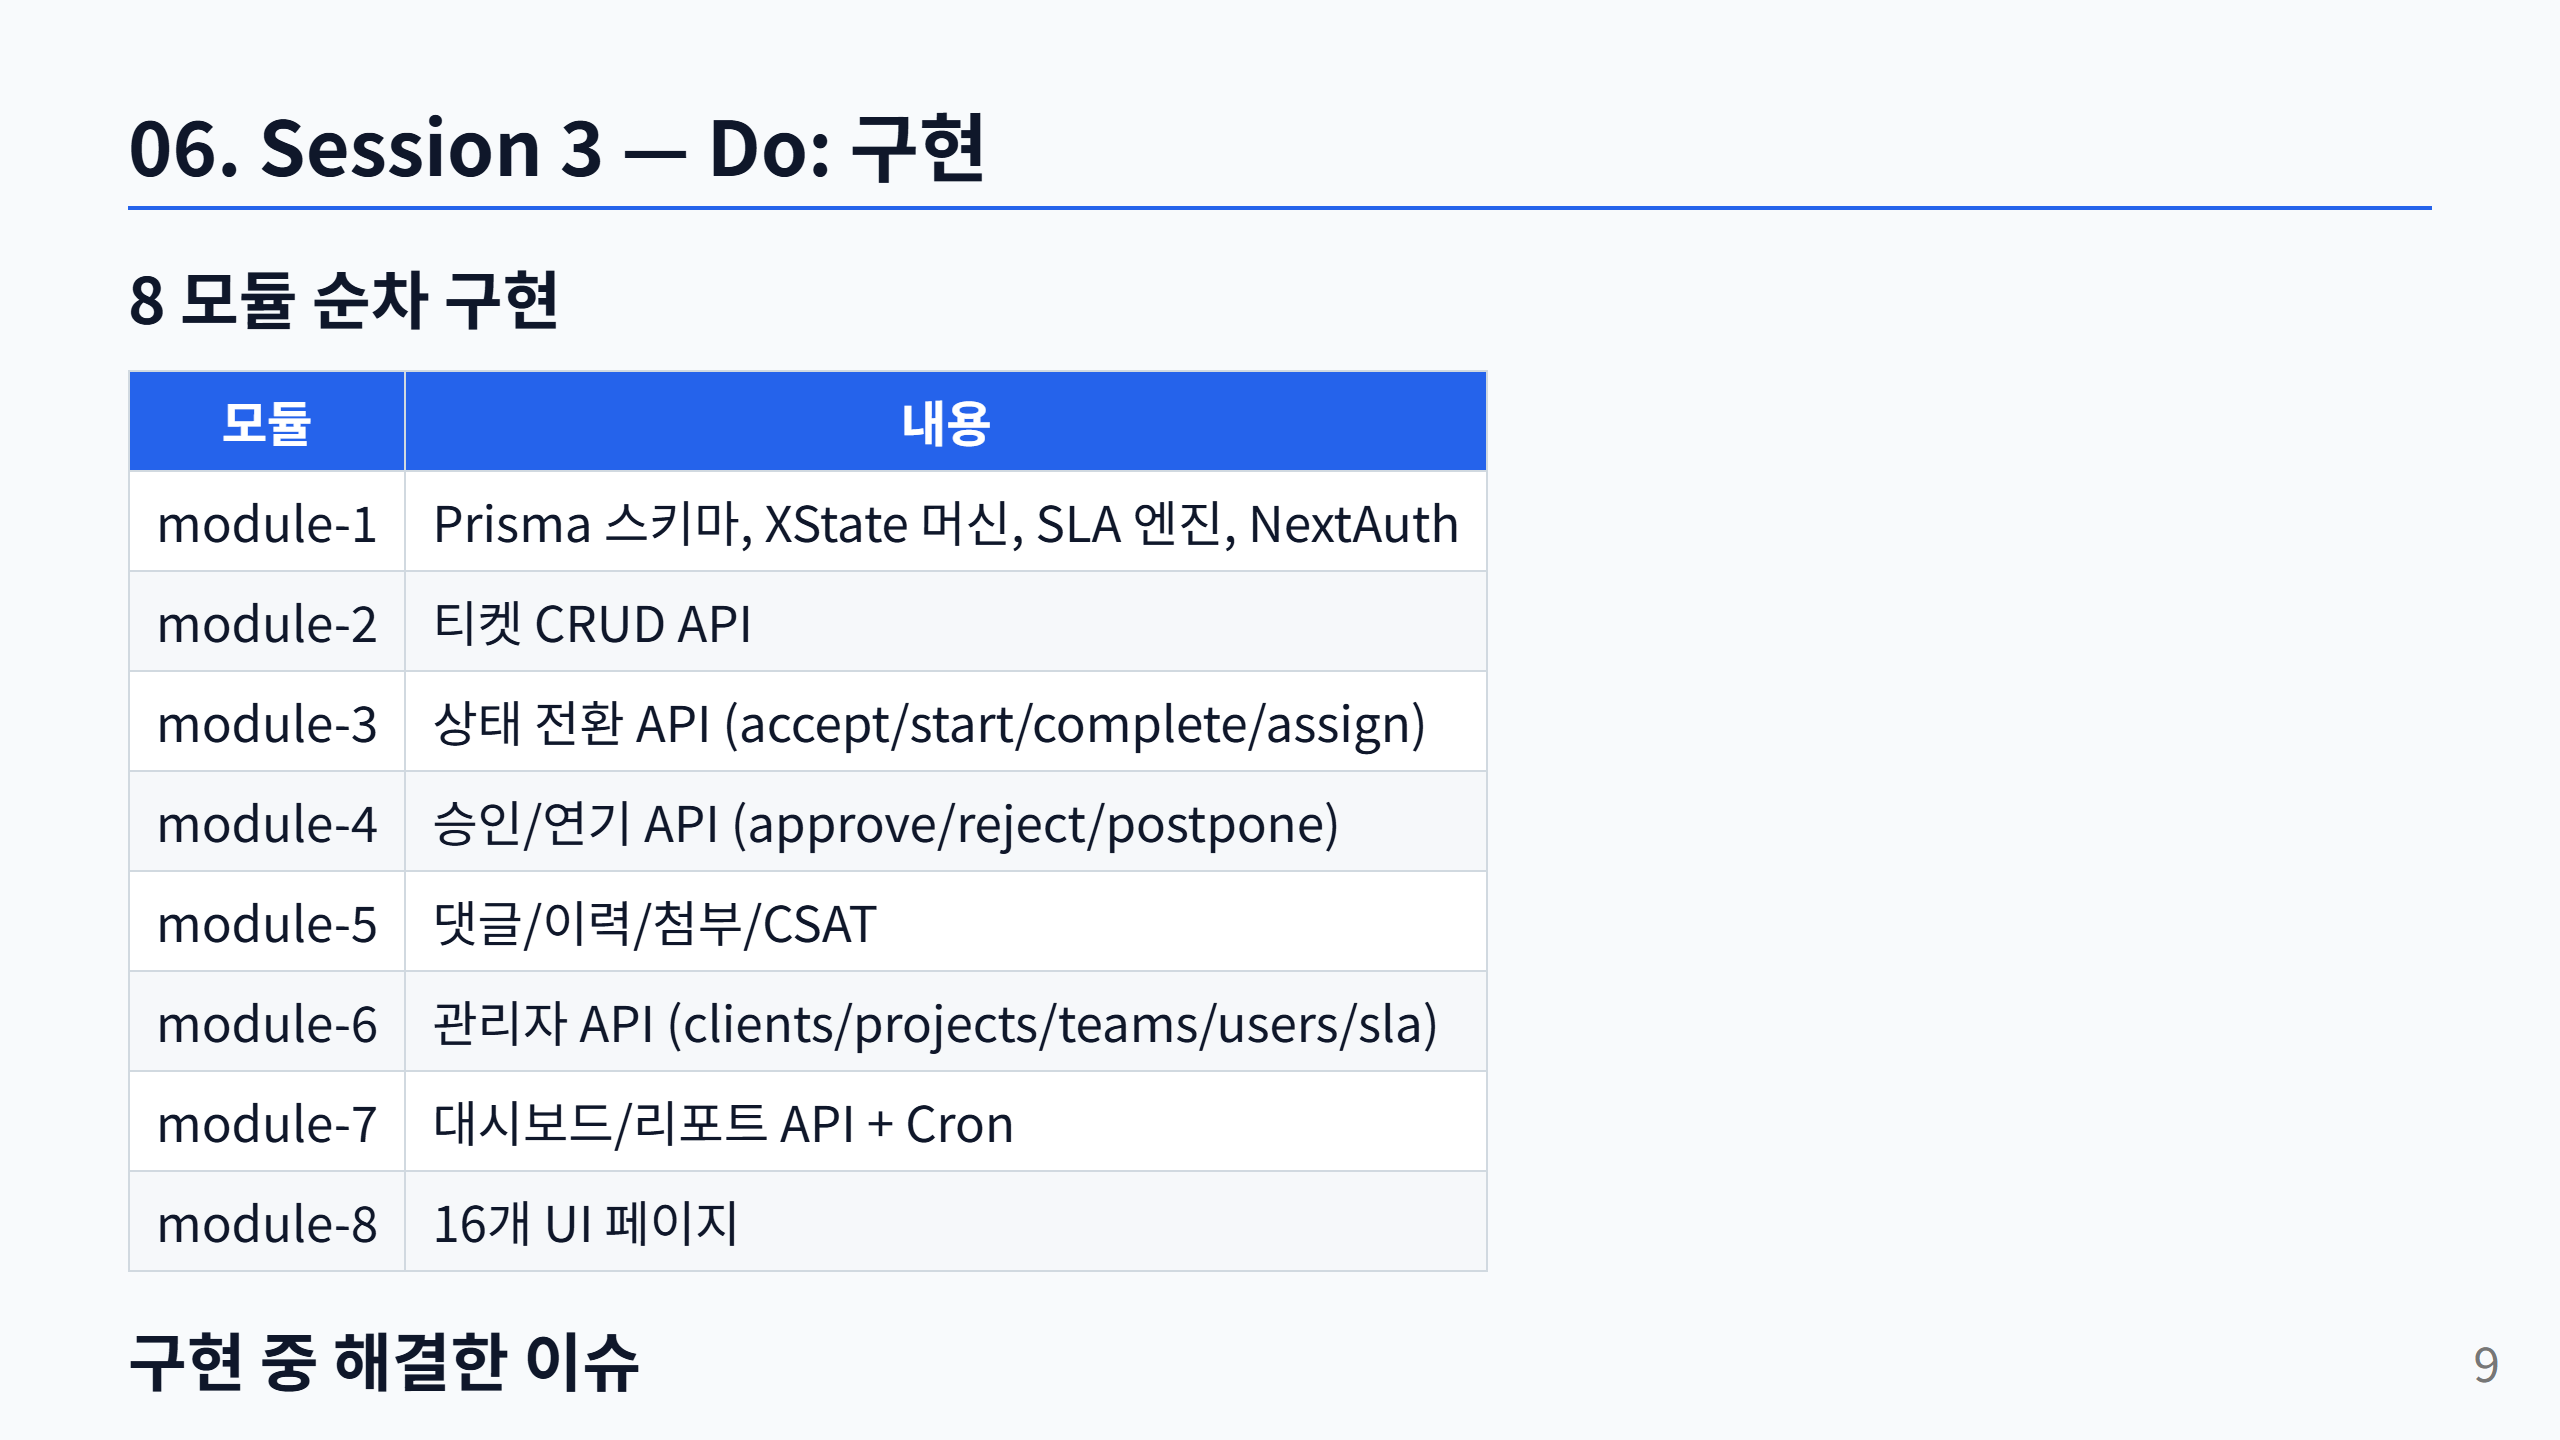 06. Session 3 — Do: 구현
8 모듈 순차 구현
모듈 내용
module-1 Prisma 스키마, XState 머신, SLA 엔진, NextAuth
module-2 티켓 CRUD API
module-3 상태 전환 API (accept/start/complete/assign)
module-4 승인/연기 API (approve/reject/postpone)
module-5 댓글/이력/첨부/CSAT
module-6 관리자 API (clients/projects/teams/users/sla)
module-7 대시보드/리포트 API + Cron
module-8 16개 UI 페이지
구현 중 해결한 이슈
9